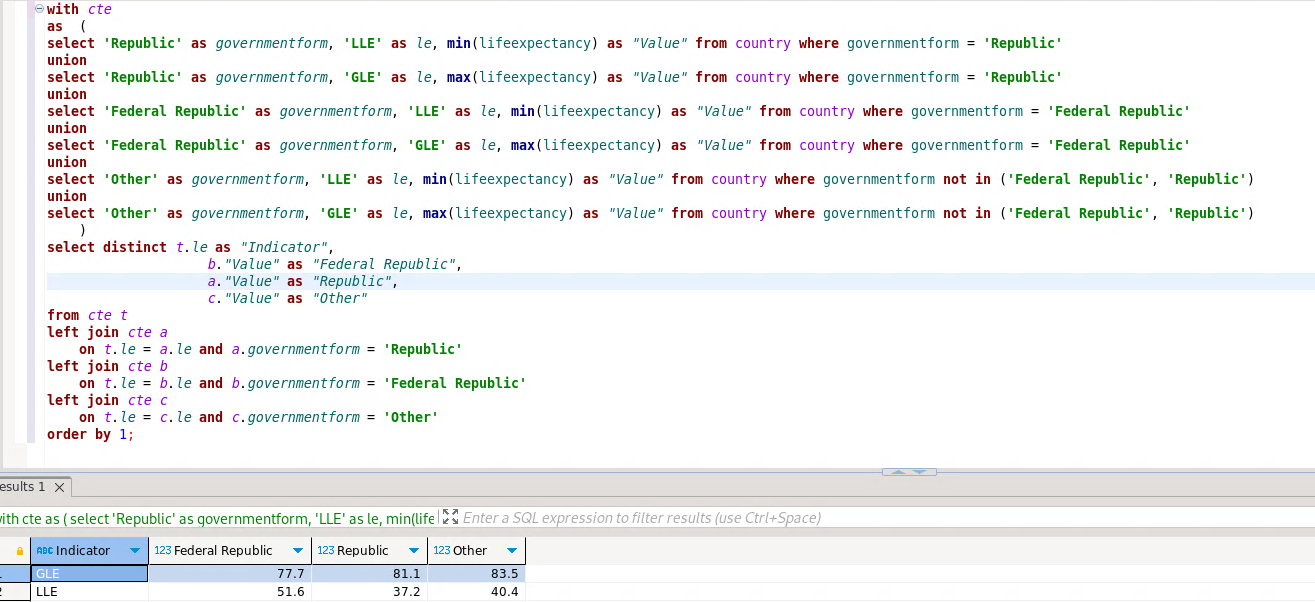 with cte
as (
select 'Republic' as governmentform, 'LLE' as le, min(lifeexpectancy) as "Value" from country where governmentform = 'Republic'
union
select 'Republic' as governmentform, 'GLE' as le, max(lifeexpectancy) as "Value" from country where governmentform = 'Republic'
union
select 'Federal Republic' as governmentform, 'LLE' as le, min(lifeexpectancy) as "Value" from country where governmentform = 'Federal Republic'
union
select 'Federal Republic' as governmentform, 'GLE' as le, max(lifeexpectancy) as "Value" from country where governmentform = 'Federal Republic'
union
select 'Other' as governmentform, 'LLE' as le, min(lifeexpectancy) as "Value" from country where governmentform not in ('Federal Republic', 'Republic')
union
select 'Other' as governmentform, 'GLE' as le, max(lifeexpectancy) as "Value" from country where governmentform not in ('Federal Republic', 'Republic')
)
select distinct t.le as "Indicator",
b."Value" as "Federal Republic",
a."Value" as "Republic",
c."Value" as "Other"
from cte t
left join cte a
on t.le = a.le and a.governmentform = 'Republic'
left join cte b
on t.le = b.le and b.governmentform = 'Federal Republic'
left join cte c
on t.le = c.le and c.governmentform = 'Other'
order by 1;
esults 1
ith cte as ( select 'Republic' as governmentform, 'LLE' as le, min(life Enter a SQL expression to filter results (use Ctrl+Space)
ABC Indicator 123 Federal Republic 123 Republic 123 Other
GLE 77.7 81.1 83.5
2 LLE 51.6 37.2 40.4